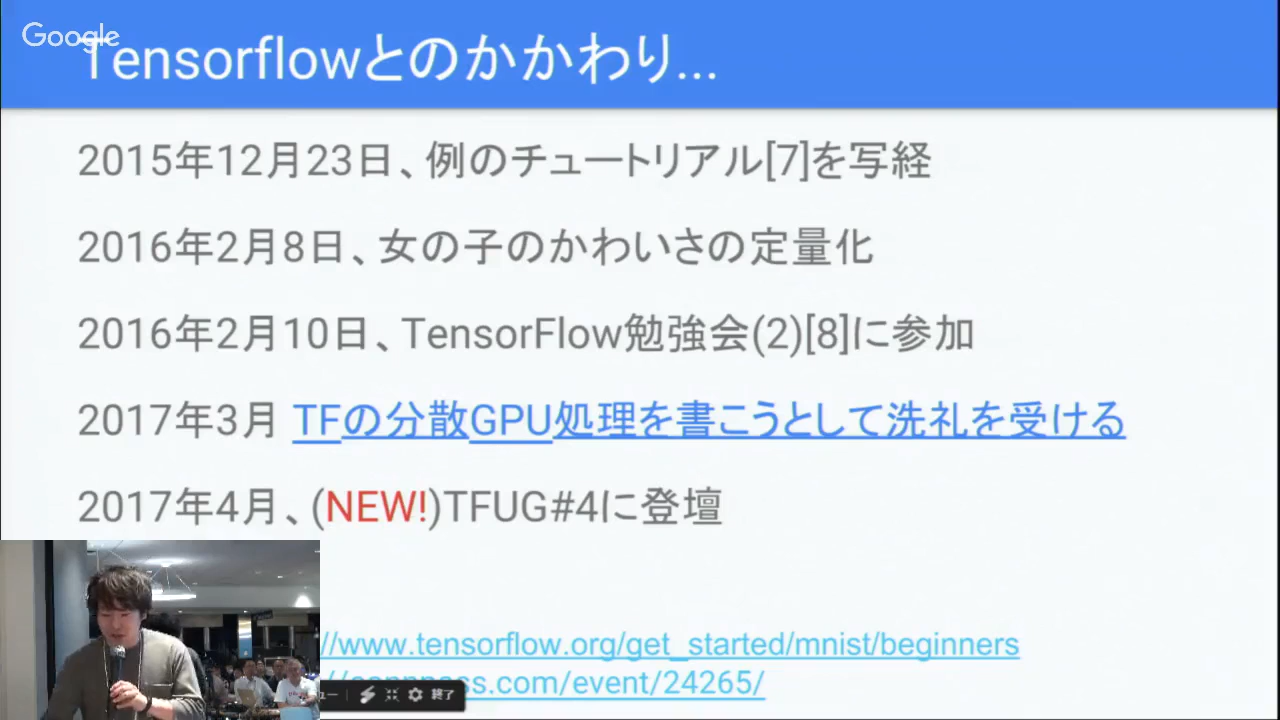 Google
Tensorflowとのかかわり...
2015年12月23日、例のチュートリアル[7]を写経
2016年2月8日、女の子のかわいさの定量化
2016年2月10日、TensorFlow勉強会(2)[8]に参加
2017年3月 TFの分散GPU処理を書こうとして洗礼を受ける
2017年4月、(NEW!)TFUG#4に登壇
//www.tensorflow.org/get_started/mnist/beginners
//connpass.com/event/24265/
ュー 終了